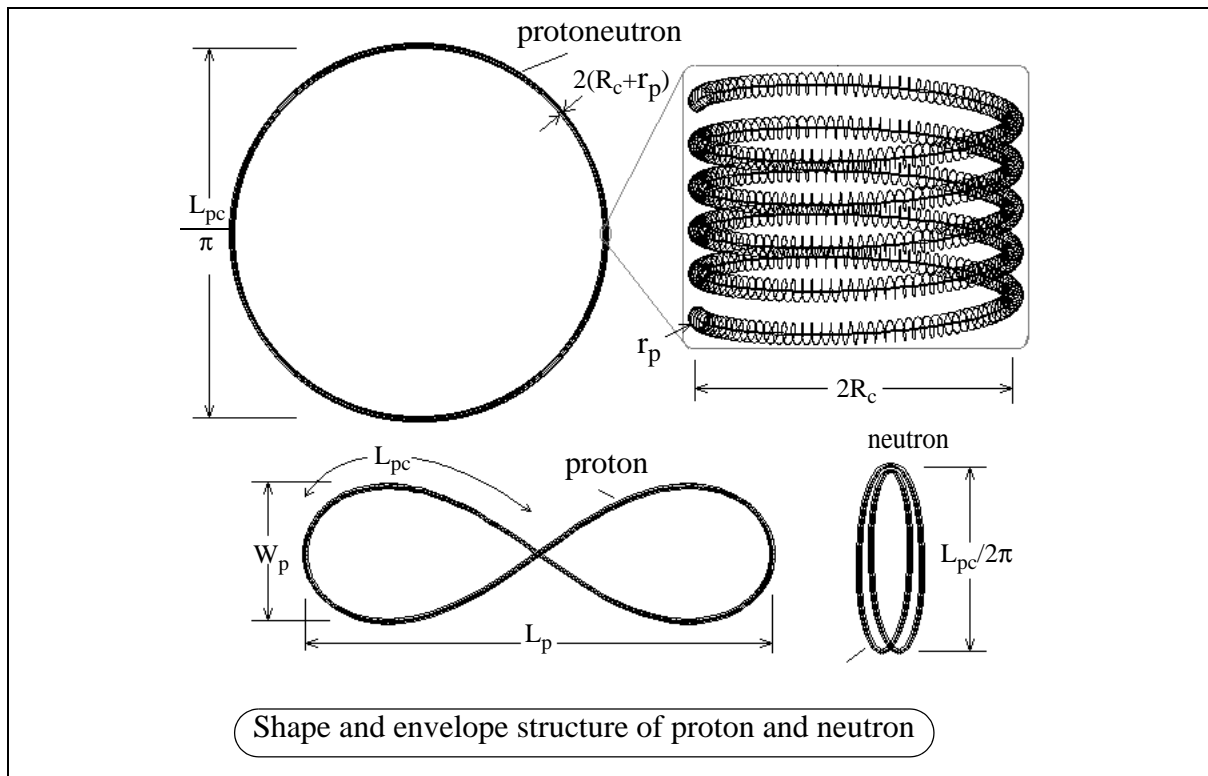 protoneutron
2(R_c+r_p)
L_pc
π
r_p
2R_c
L_pc
proton
neutron
W_p
L_pc/2π
L_p
Shape and envelope structure of proton and neutron